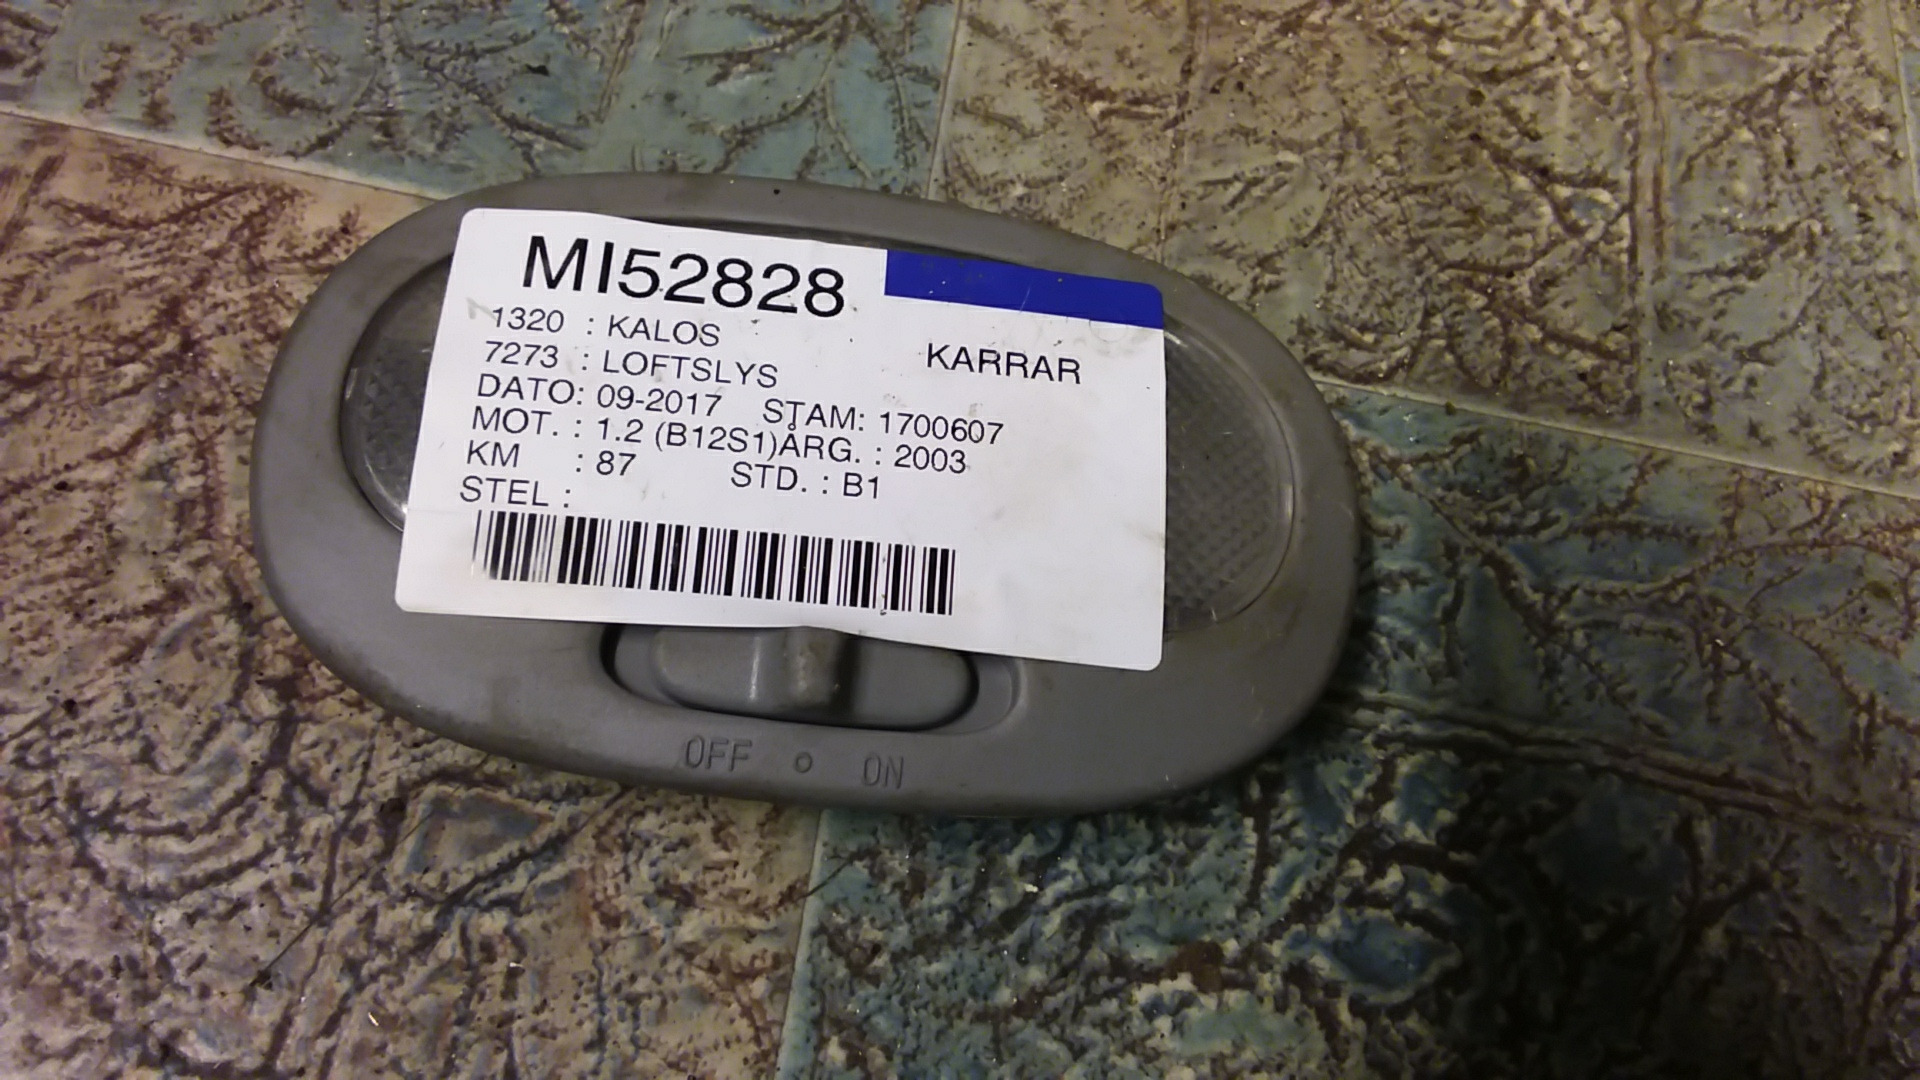 MI52828
1320 : KALOS
KARRAR
7273 : LOFTSLYS
DATO: 09-2017 STAM: 1700607
MOT. : 1.2 (B12S1)ÅRG. : 2003
KM : 87 STD. : B1
STEL :
OFF O ON